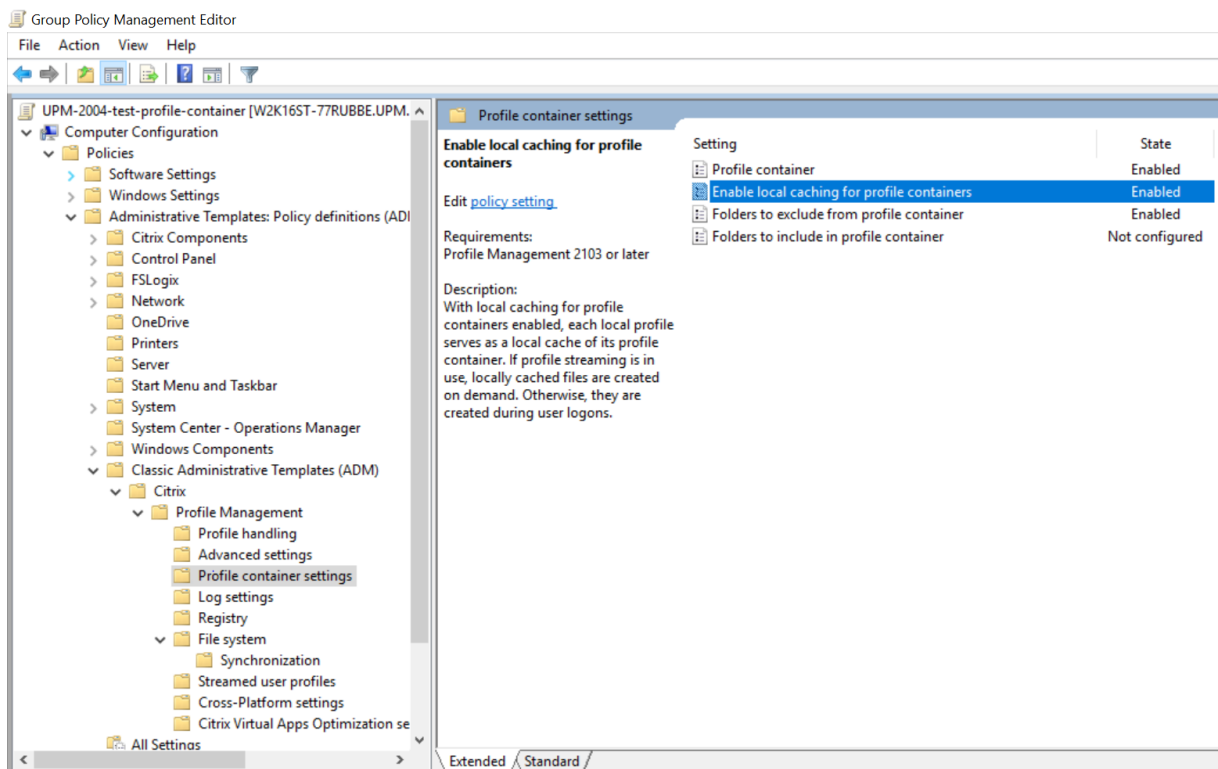 Group Policy Management Editor
File Action View Help
UPM-2004-test-profile-container [W2K16ST-77RUBBE.UPM.
Computer Configuration
Policies
Software Settings
Windows Settings
Administrative Templates: Policy definitions (ADI
Citrix Components
Control Panel
FSLogix
Network
OneDrive
Printers
Server
Start Menu and Taskbar
System
System Center - Operations Manager
Windows Components
Classic Administrative Templates (ADM)
Citrix
Profile Management
Profile handling
Advanced settings
Profile container settings
Log settings
Registry
File system
Synchronization
Streamed user profiles
Cross-Platform settings
Citrix Virtual Apps Optimization se
All Settings
Profile container settings
Enable local caching for profile
containers
Edit policy setting
Requirements:
Profile Management 2103 or later
Description:
With local caching for profile
containers enabled, each local profile
serves as a local cache of its profile
container. If profile streaming is in
use, locally cached files are created
on demand. Otherwise, they are
created during user logons.
Setting State
Profile container Enabled
Enable local caching for profile containers Enabled
Folders to exclude from profile container Enabled
Folders to include in profile container Not configured
Extended Standard